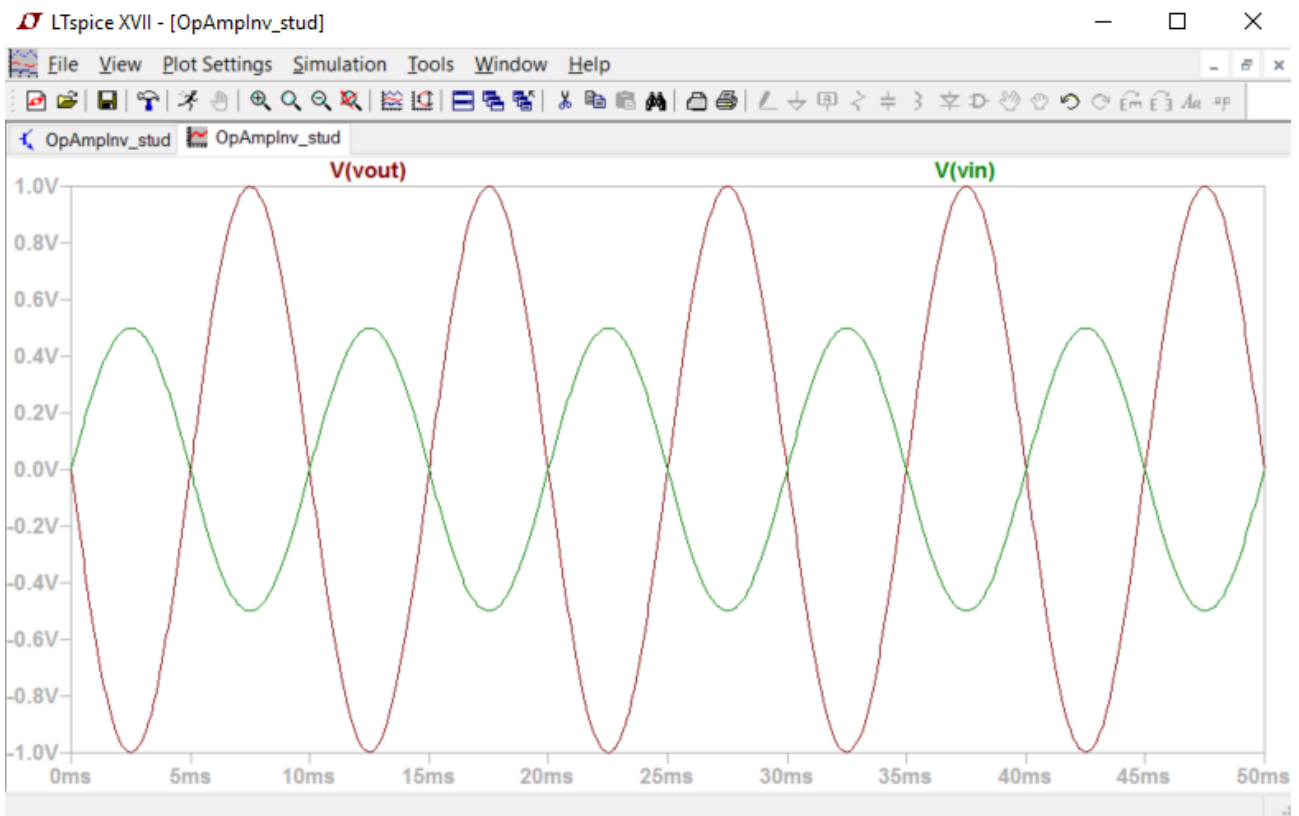 LTspice XVII - [OpAmpInv_stud]
File View Plot Settings Simulation Tools Window Help
OpAmpInv_stud OpAmpInv_stud
V(vout) V(vin)
1.0V
0.8V
0.6V
0.4V
0.2V
0.0V
-0.2V
-0.4V
-0.6V
-0.8V
-1.0V
0ms 5ms 10ms 15ms 20ms 25ms 30ms 35ms 40ms 45ms 50ms